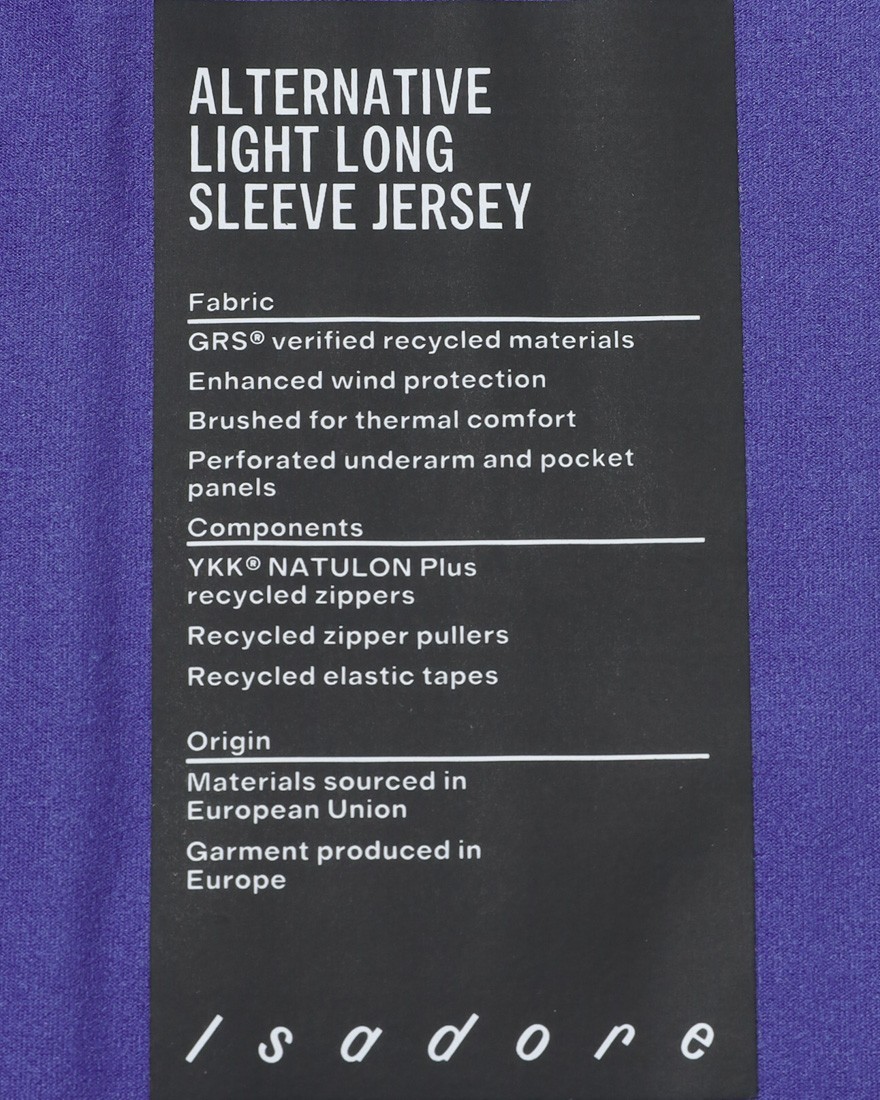 ALTERNATIVE
LIGHT LONG
SLEEVE JERSEY
Fabric
GRS® verified recycled materials
Enhanced wind protection
Brushed for thermal comfort
Perforated underarm and pocket
panels
Components
YKK® NATULON Plus
recycled zippers
Recycled zipper pullers
Recycled elastic tapes
Origin
Materials sourced in
European Union
Garment produced in
Europe
Isadore